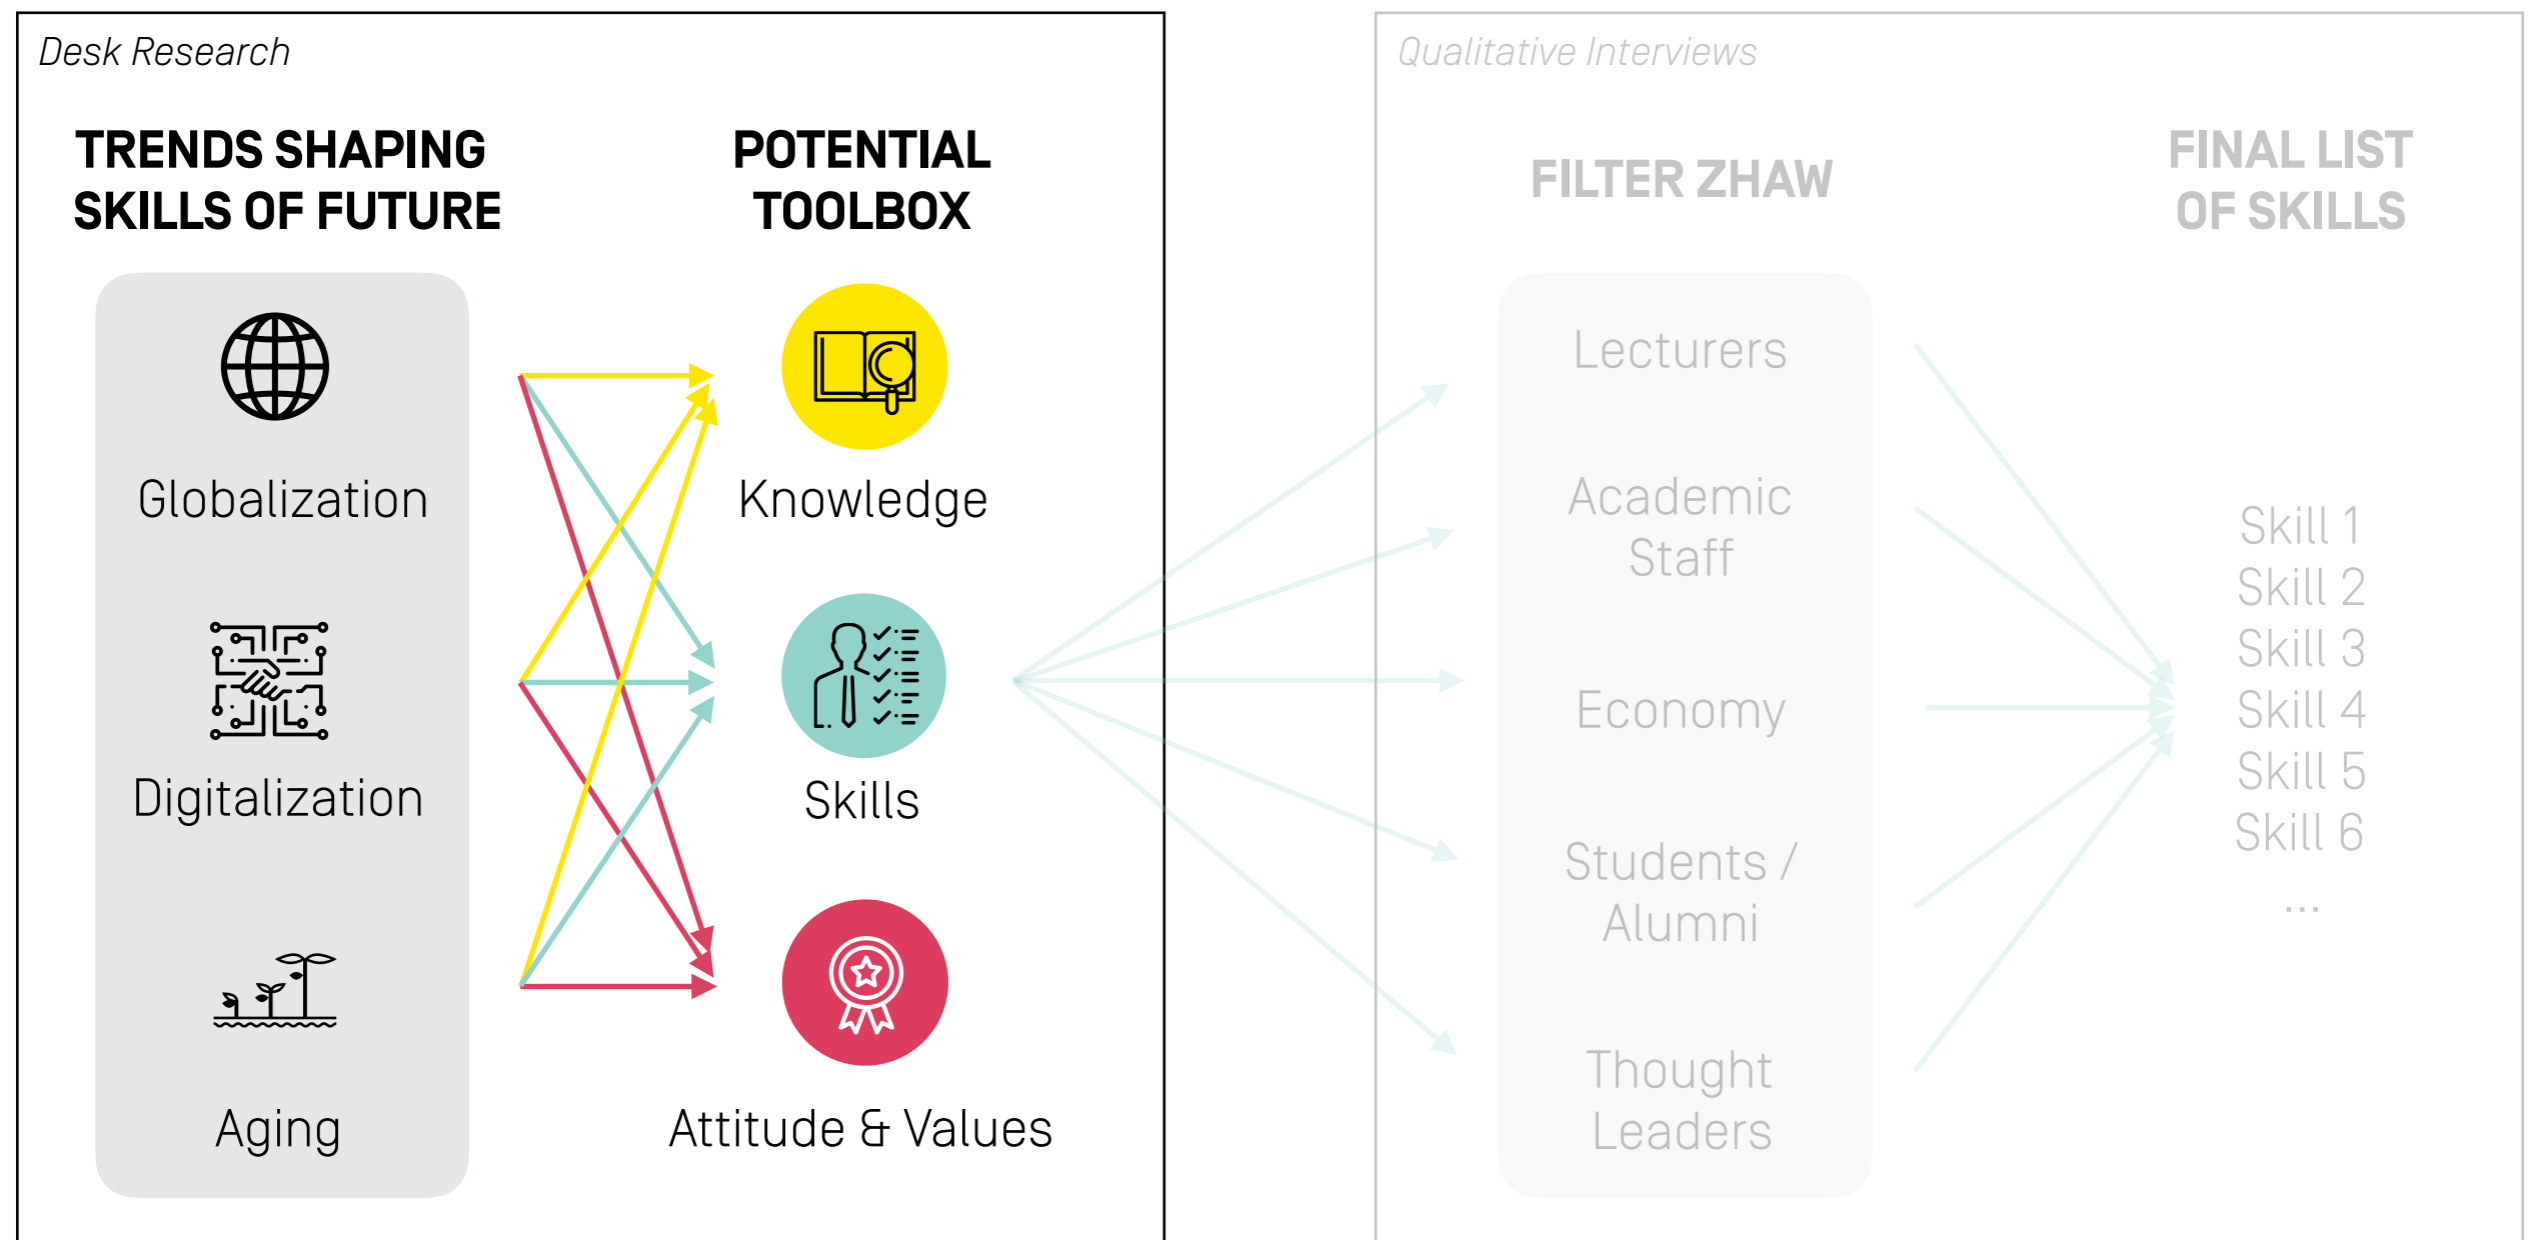 Desk Research
TRENDS SHAPING
SKILLS OF FUTURE
Globalization
Digitalization
Aging
POTENTIAL
TOOLBOX
Knowledge
Skills
Attitude & Values
Qualitative Interviews
FILTER ZHAW
Lecturers
Academic
Staff
Economy
Students /
Alumni
Thought
Leaders
FINAL LIST
OF SKILLS
Skill 1
Skill 2
Skill 3
Skill 4
Skill 5
Skill 6
...